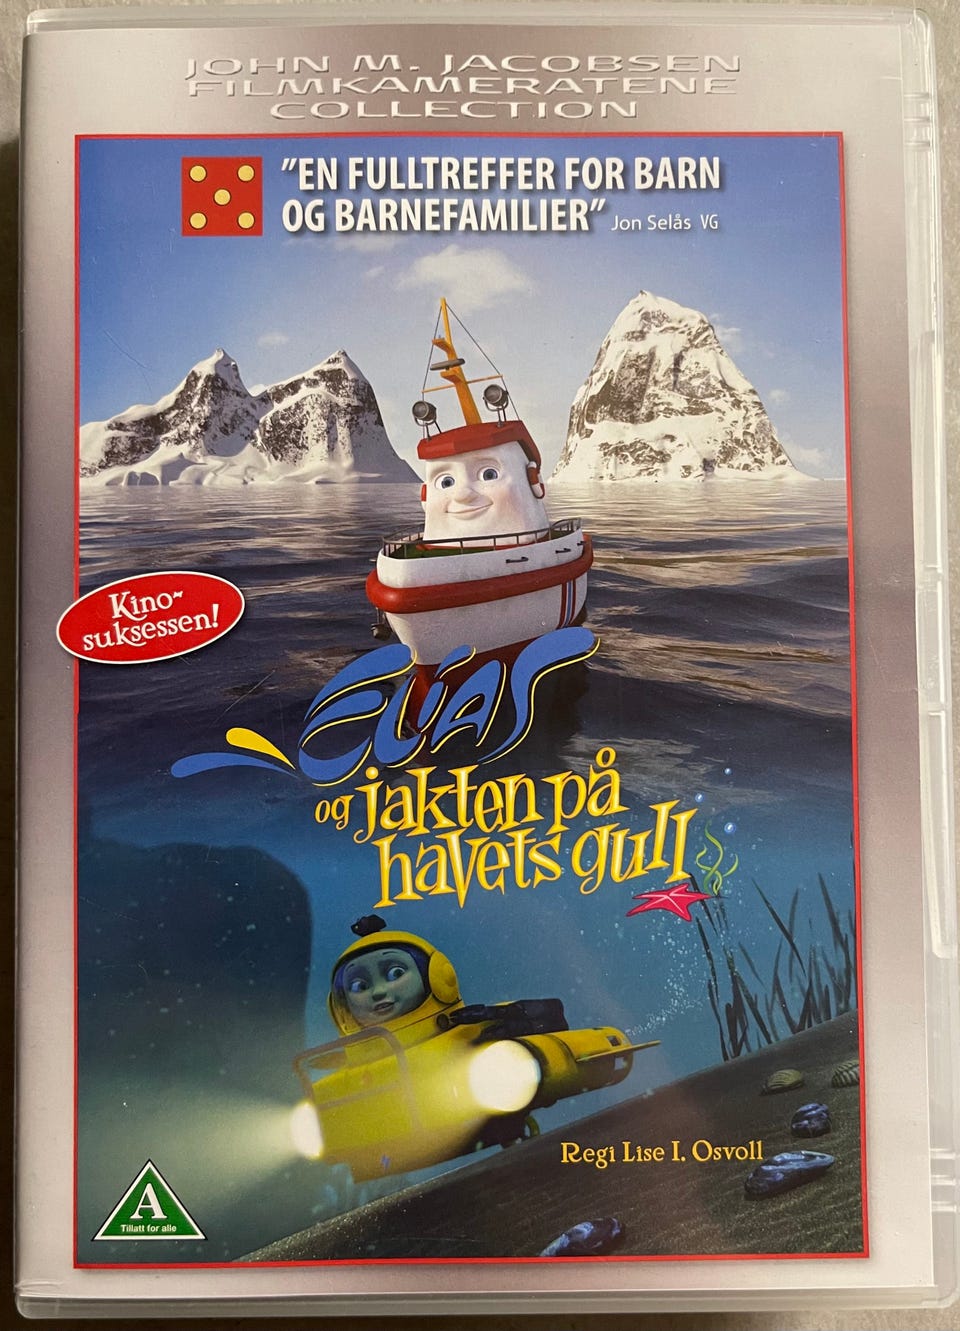 JOHN M. JACOBSEN
FILMKAMERATENE
COLLECTION
”EN FULLTREFFER FOR BARN
OG BARNEFAMILIER” Jon Selås VG
Kino-
suksessen!
ELIAS
og jakten på
havets gull
Regi Lise I. Osvoll
A
Tillatt for alle